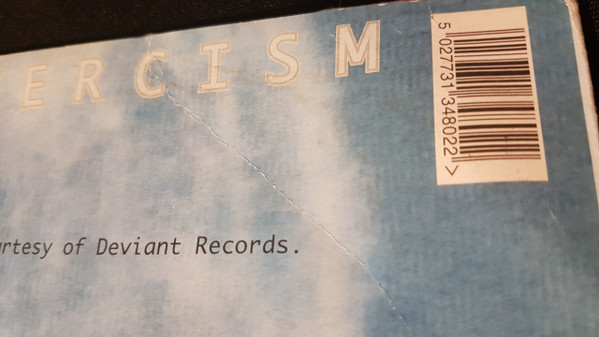 ERCISM
5 027731 348022 >
rtesy of Deviant Records.